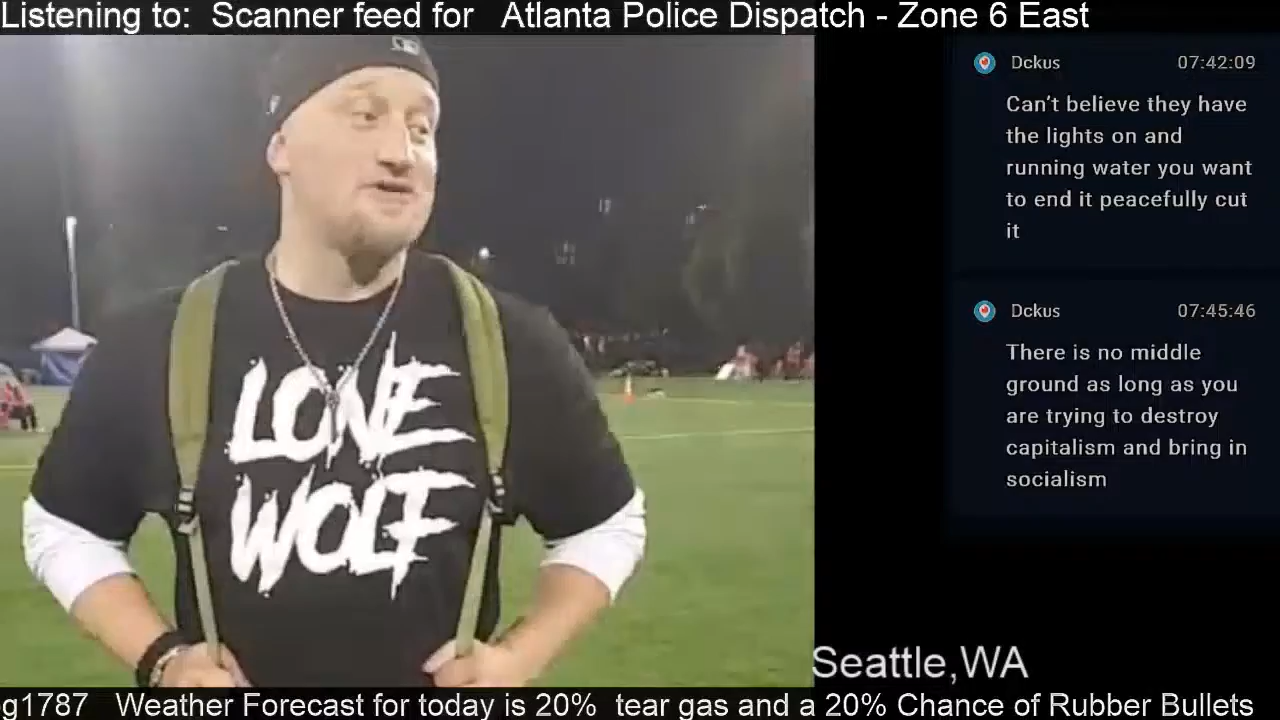 Listening to:  Scanner feed for   Atlanta Police Dispatch - Zone 6 East
Dckus 07:42:09
Can't believe they have
the lights on and
running water you want
to end it peacefully cut
it
Dckus 07:45:46
There is no middle
ground as long as you
are trying to destroy
capitalism and bring in
socialism
LONE
WOLF
Seattle,WA
g1787   Weather Forecast for today is 20%  tear gas and a 20% Chance of Rubber Bullets